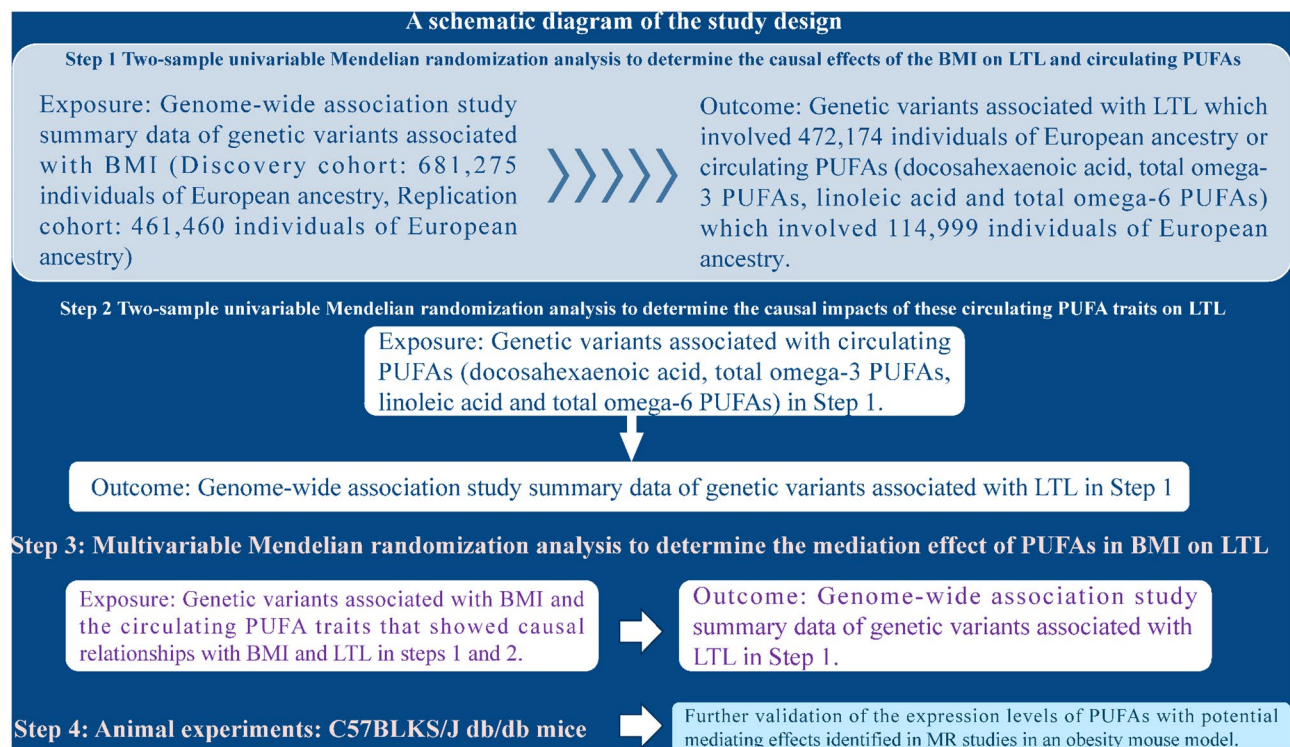 A schematic diagram of the study design
Step 1 Two-sample univariable Mendelian randomization analysis to determine the causal effects of the BMI on LTL and circulating PUFAs
Exposure: Genome-wide association study
summary data of genetic variants associated
with BMI (Discovery cohort: 681,275
individuals of European ancestry, Replication
cohort: 461,460 individuals of European
ancestry)
Outcome: Genetic variants associated with LTL which
involved 472,174 individuals of European ancestry or
circulating PUFAs (docosahexaenoic acid, total omega-
3 PUFAs, linoleic acid and total omega-6 PUFAs)
which involved 114,999 individuals of European
ancestry.
Step 2 Two-sample univariable Mendelian randomization analysis to determine the causal impacts of these circulating PUFA traits on LTL
Exposure: Genetic variants associated with circulating
PUFAs (docosahexaenoic acid, total omega-3 PUFAs,
linoleic acid and total omega-6 PUFAs) in Step 1.
Outcome: Genome-wide association study summary data of genetic variants associated with LTL in Step 1
Step 3: Multivariable Mendelian randomization analysis to determine the mediation effect of PUFAs in BMI on LTL
Exposure: Genetic variants associated with BMI and
the circulating PUFA traits that showed causal
relationships with BMI and LTL in steps 1 and 2.
Outcome: Genome-wide association study
summary data of genetic variants associated with
LTL in Step 1.
Step 4: Animal experiments: C57BLKS/J db/db mice
Further validation of the expression levels of PUFAs with potential
mediating effects identified in MR studies in an obesity mouse model.